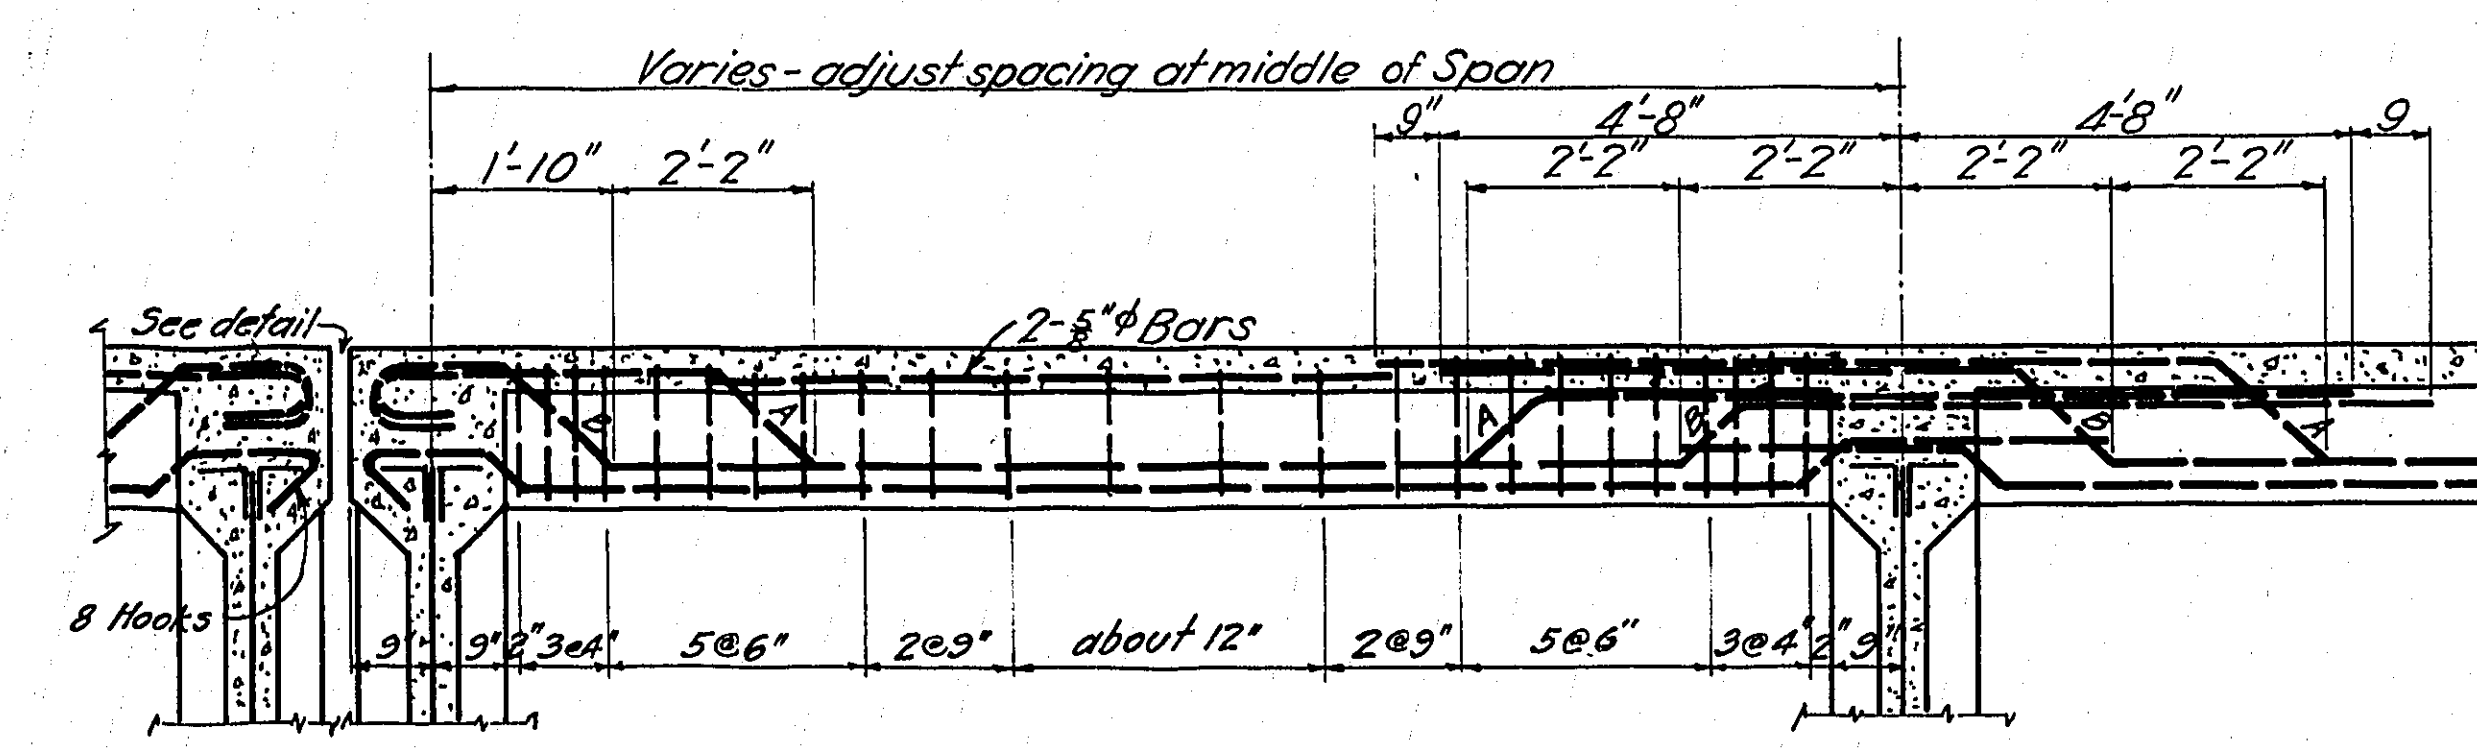 Varies-adjust spacing at middle of Span
9" 4'-8" 4'-8" 9
1'-10" 2'-2" 2'-2" 2'-2" 2'-2" 2'-2"
See detail
2-5/8"φ Bars
B A A B B A
8 Hooks
9" 9" 2" 3@4" 5@6" 2@9" about 12" 2@9" 5@6" 3@4" 2" 9"